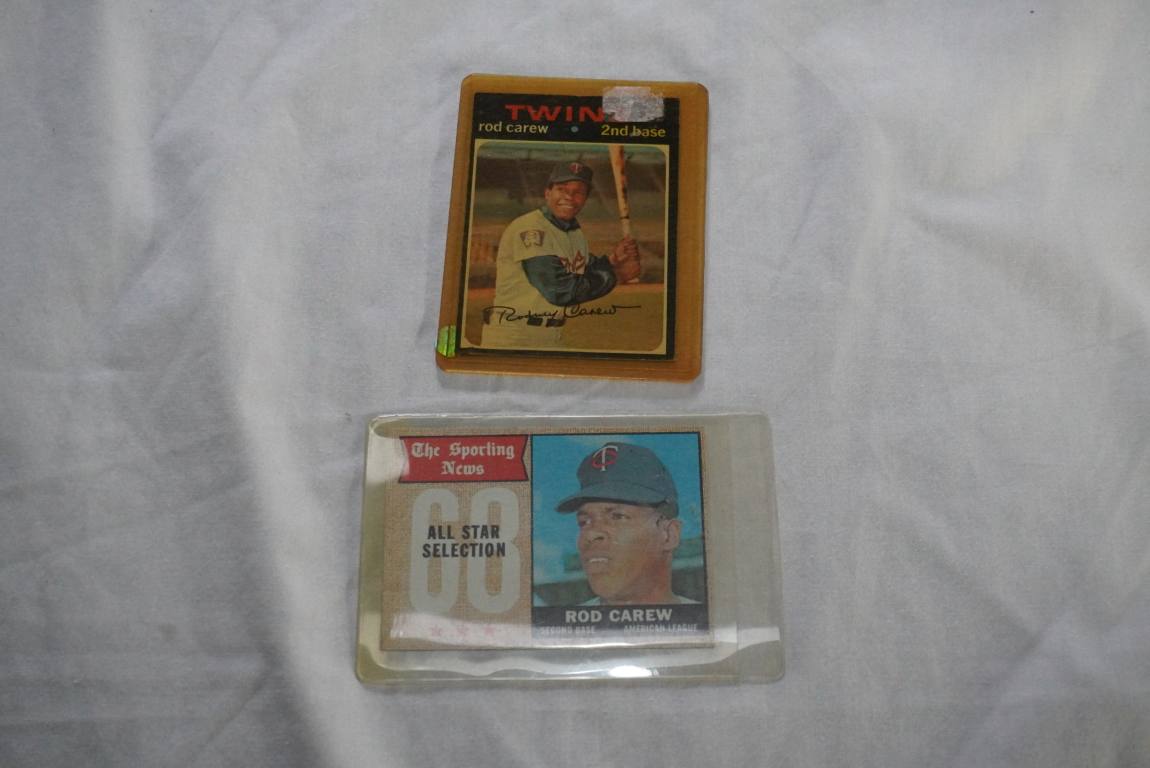 TWINS
rod carew • 2nd base
Rodney Carew
The Sporting
News
68
ALL STAR
SELECTION
ROD CAREW
SECOND BASE AMERICAN LEAGUE